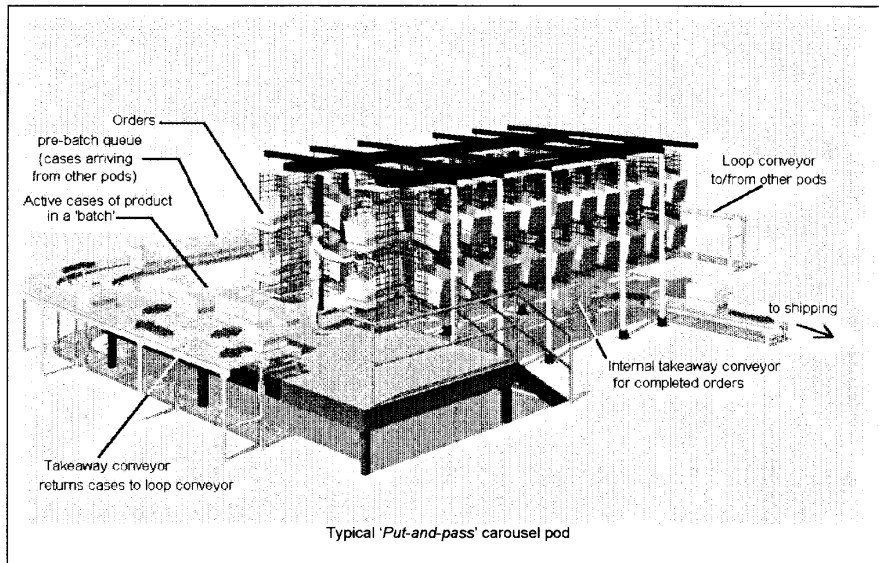 Orders
pre-batch queue
(cases arriving
from other pods)
Active cases of product
in a 'batch'
Loop conveyor
to/from other pods
to shipping
Internal takeaway conveyor
for completed orders
Takeaway conveyor
returns cases to loop conveyor
Typical 'Put-and-pass' carousel pod